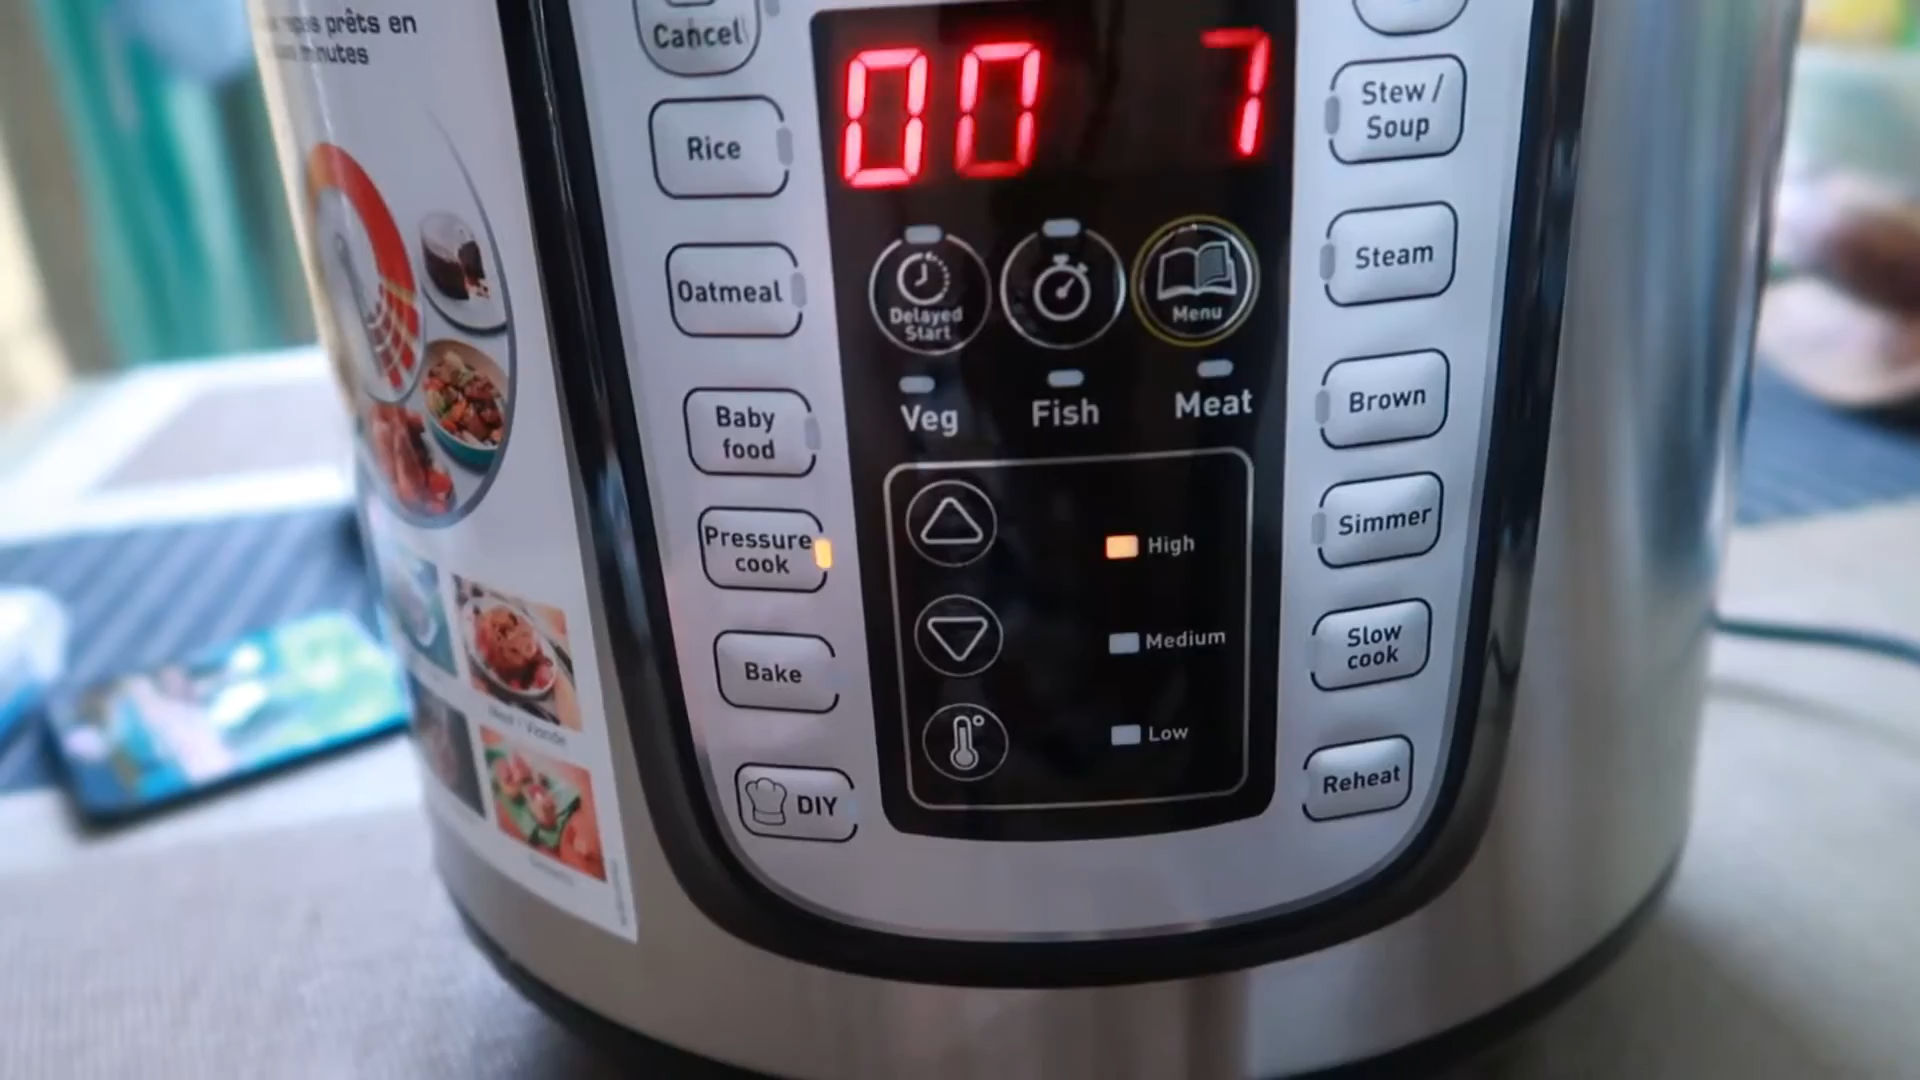 prêts en
Cancel
00 7
Rice
Stew /
Soup
Oatmeal
Delayed
Start
Menu
Steam
Baby
food
Veg
Fish
Meat
Brown
Pressure
cook
High
Simmer
Bake
Medium
Slow
cook
DIY
Low
Reheat